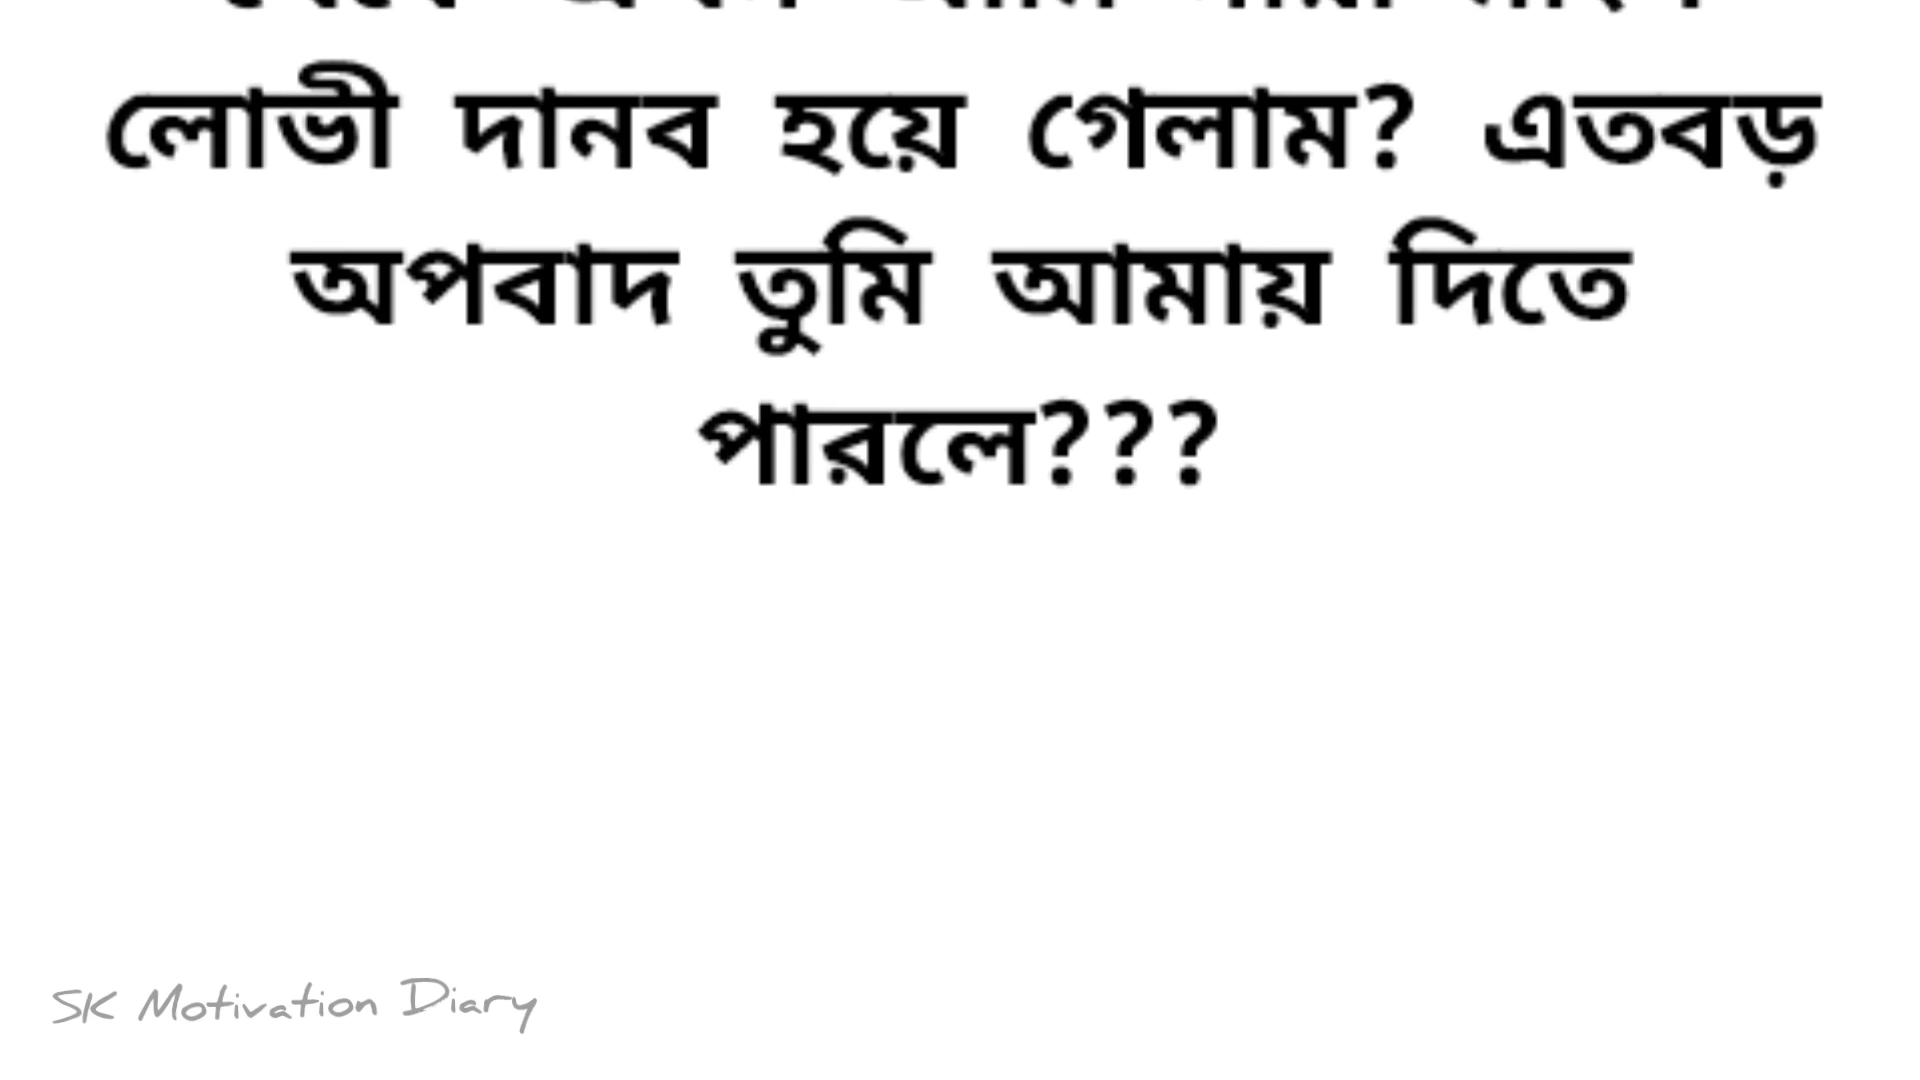 লোভী দানব হয়ে গেলাম? এতবড়
অপবাদ তুমি আমায় দিতে
পারলে???
SK Motivation Diary